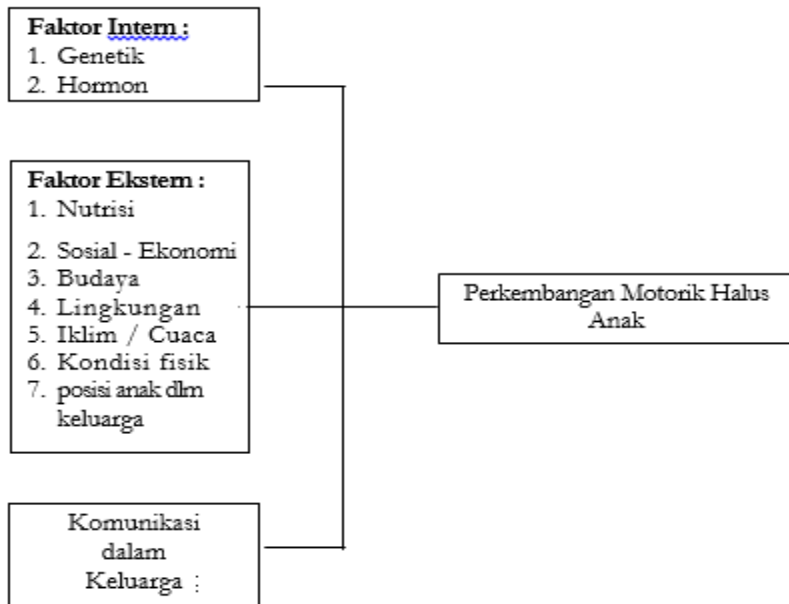 Faktor Intern :
1. Genetik
2. Hormon
Faktor Ekstern :
1. Nutrisi
2. Sosial - Ekonomi
3. Budaya
4. Lingkungan
5. Iklim / Cuaca
6. Kondisi fisik
7. posisi anak dlm
keluarga
Perkembangan Motorik Halus
Anak
Komunikasi
dalam
Keluarga :